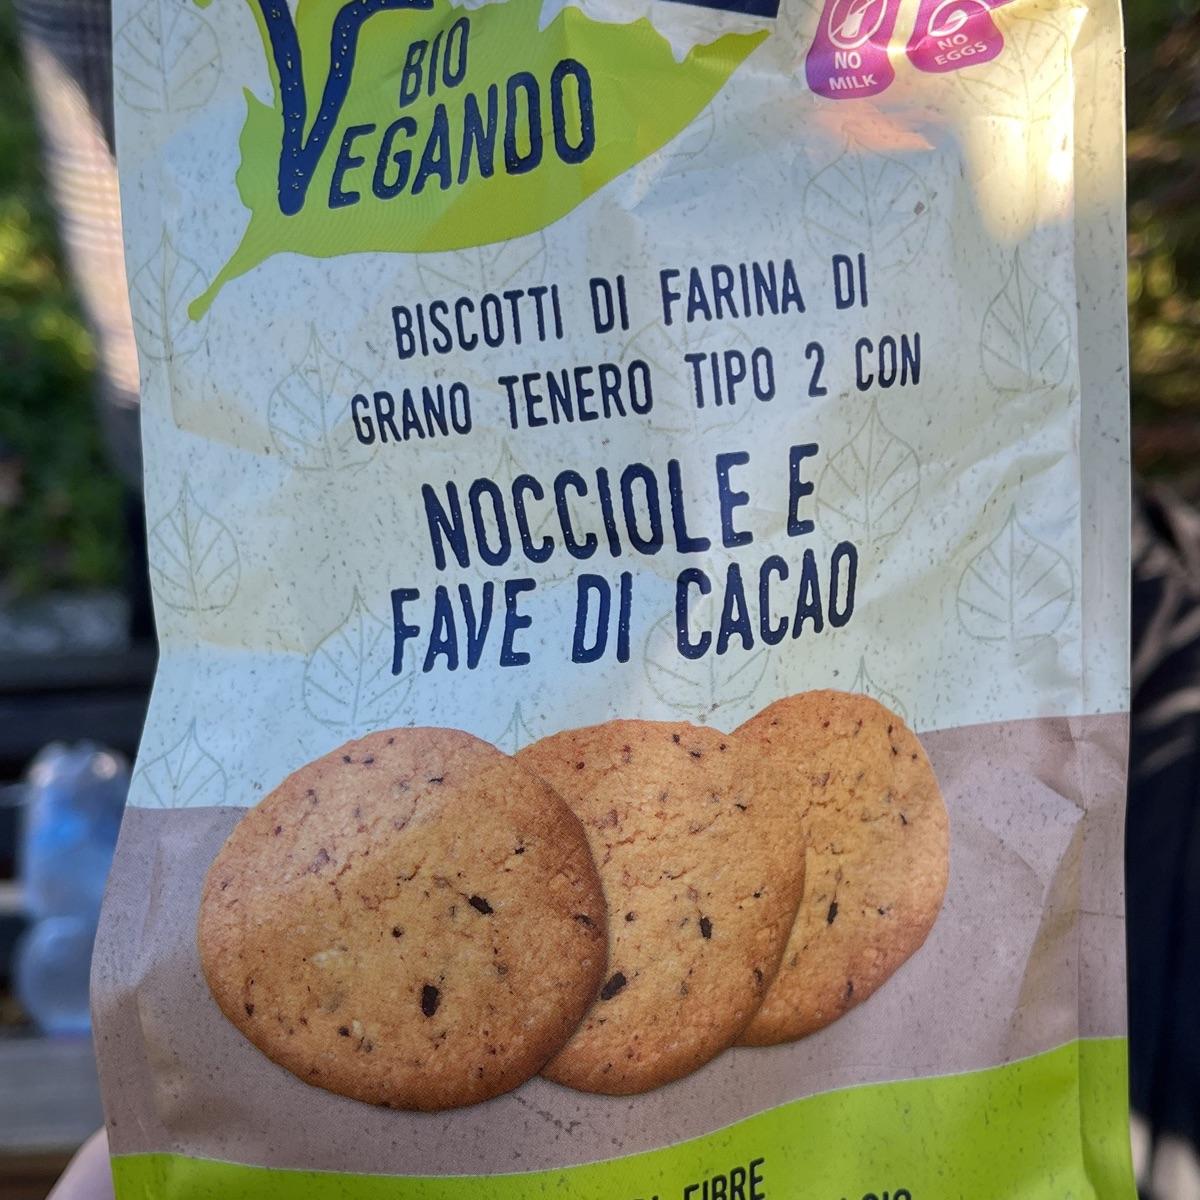 BIO
VEGANDO
NO
MILK
NO
EGGS
BISCOTTI DI FARINA DI
GRANO TENERO TIPO 2 CON
NOCCIOLE E
FAVE DI CACAO
FIBRE